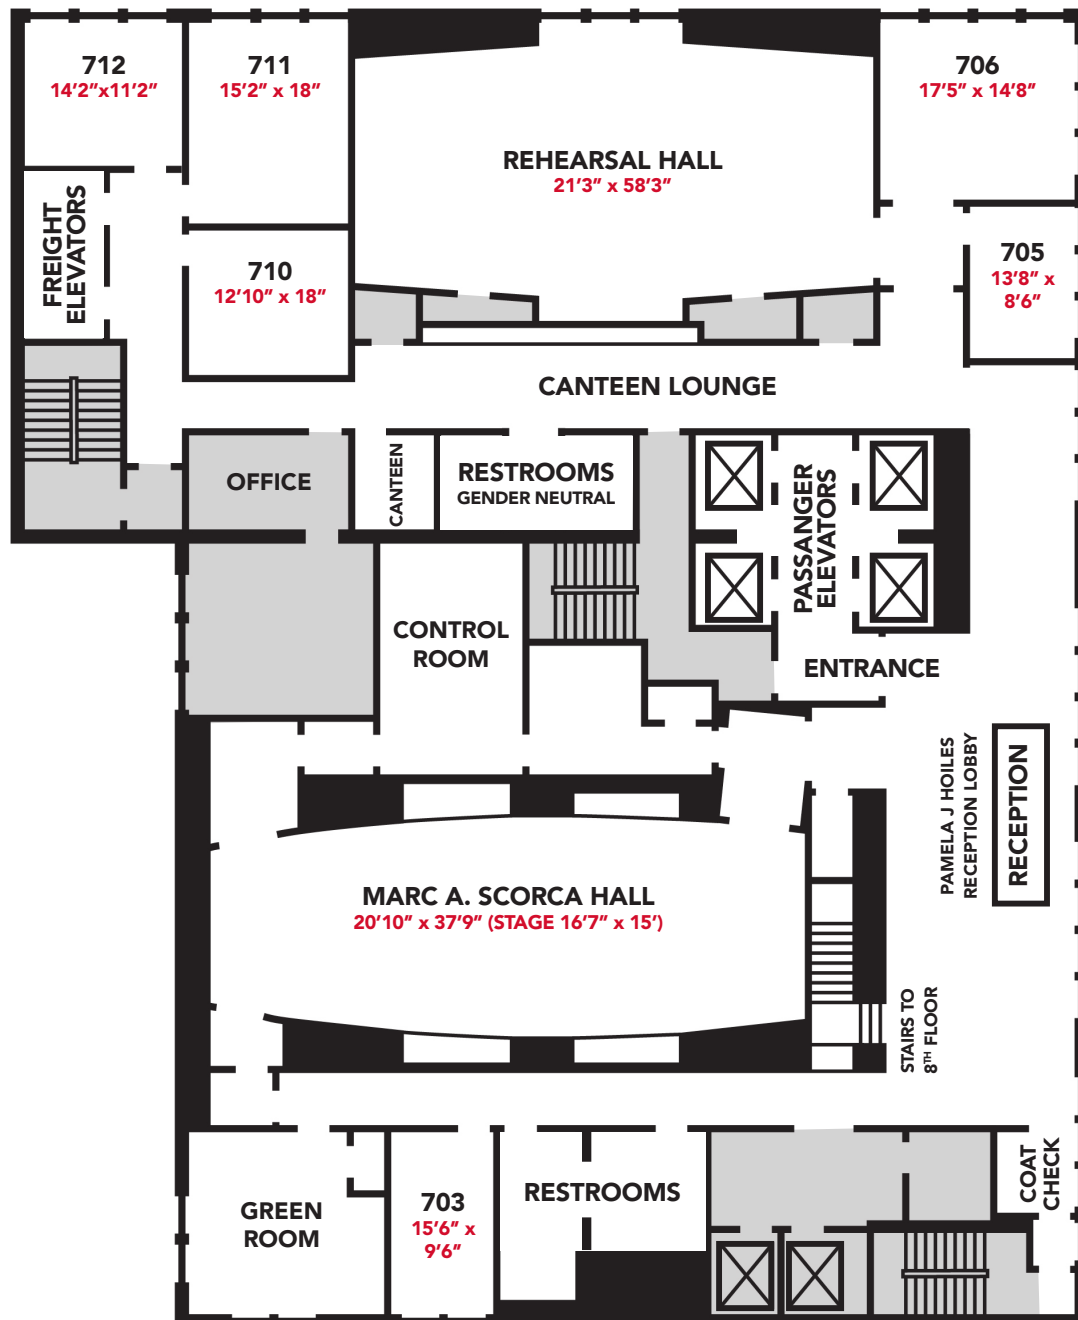 712
14’2”x11’2”
711
15’2” x 18”
706
17’5” x 14’8”
REHEARSAL HALL
21’3” x 58’3”
FREIGHT
ELEVATORS
710
12’10” x 18”
705
13’8” x
8’6”
CANTEEN LOUNGE
OFFICE
CANTEEN
RESTROOMS
GENDER NEUTRAL
PASSANGER
ELEVATORS
CONTROL
ROOM
ENTRANCE
PAMELA J HOILES
RECEPTION LOBBY
RECEPTION
MARC A. SCORCA HALL
20’10” x 37’9” (STAGE 16’7” x 15’)
STAIRS TO
8TH FLOOR
GREEN
ROOM
703
15’6” x
9’6”
RESTROOMS
COAT
CHECK